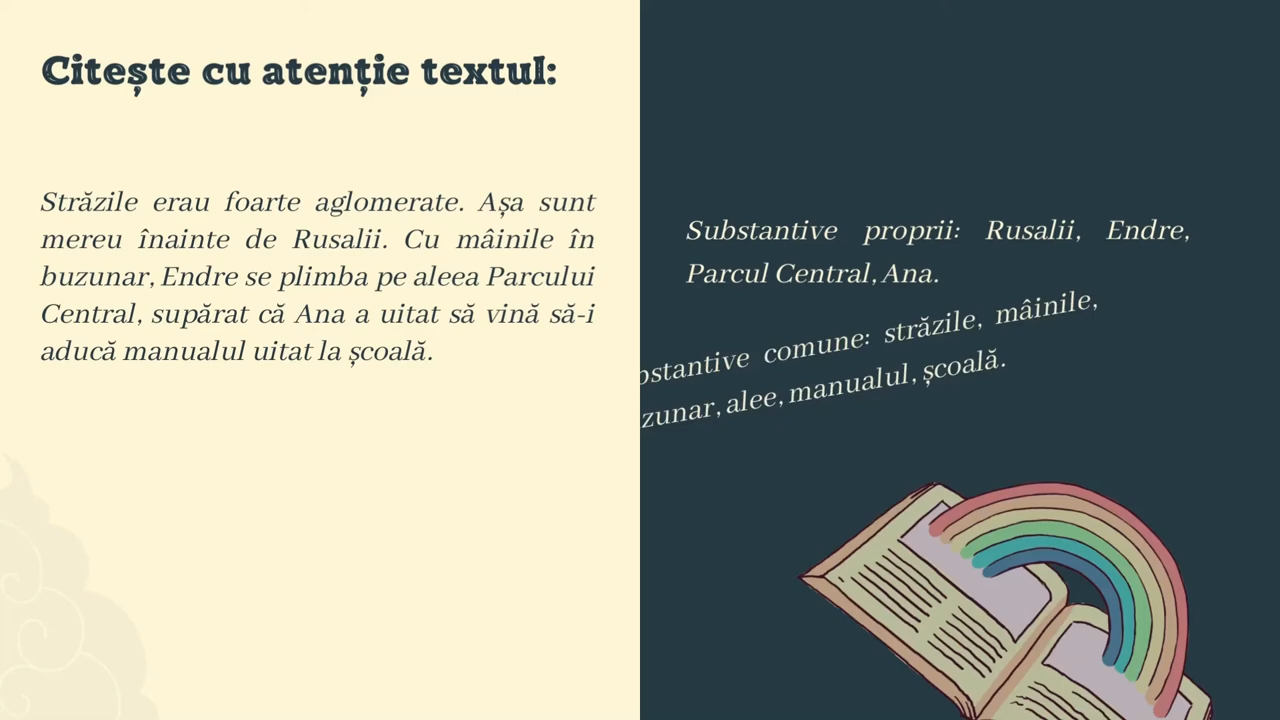 Citește cu atenție textul:
Străzile erau foarte aglomerate. Așa sunt
mereu înainte de Rusalii. Cu mâinile în
buzunar, Endre se plimba pe aleea Parcului
Central, supărat că Ana a uitat să vină să-i
aducă manualul uitat la școală.
Substantive proprii: Rusalii, Endre,
Parcul Central, Ana.
bstantive comune: străzile, mâinile,
zunar, alee, manualul, școală.